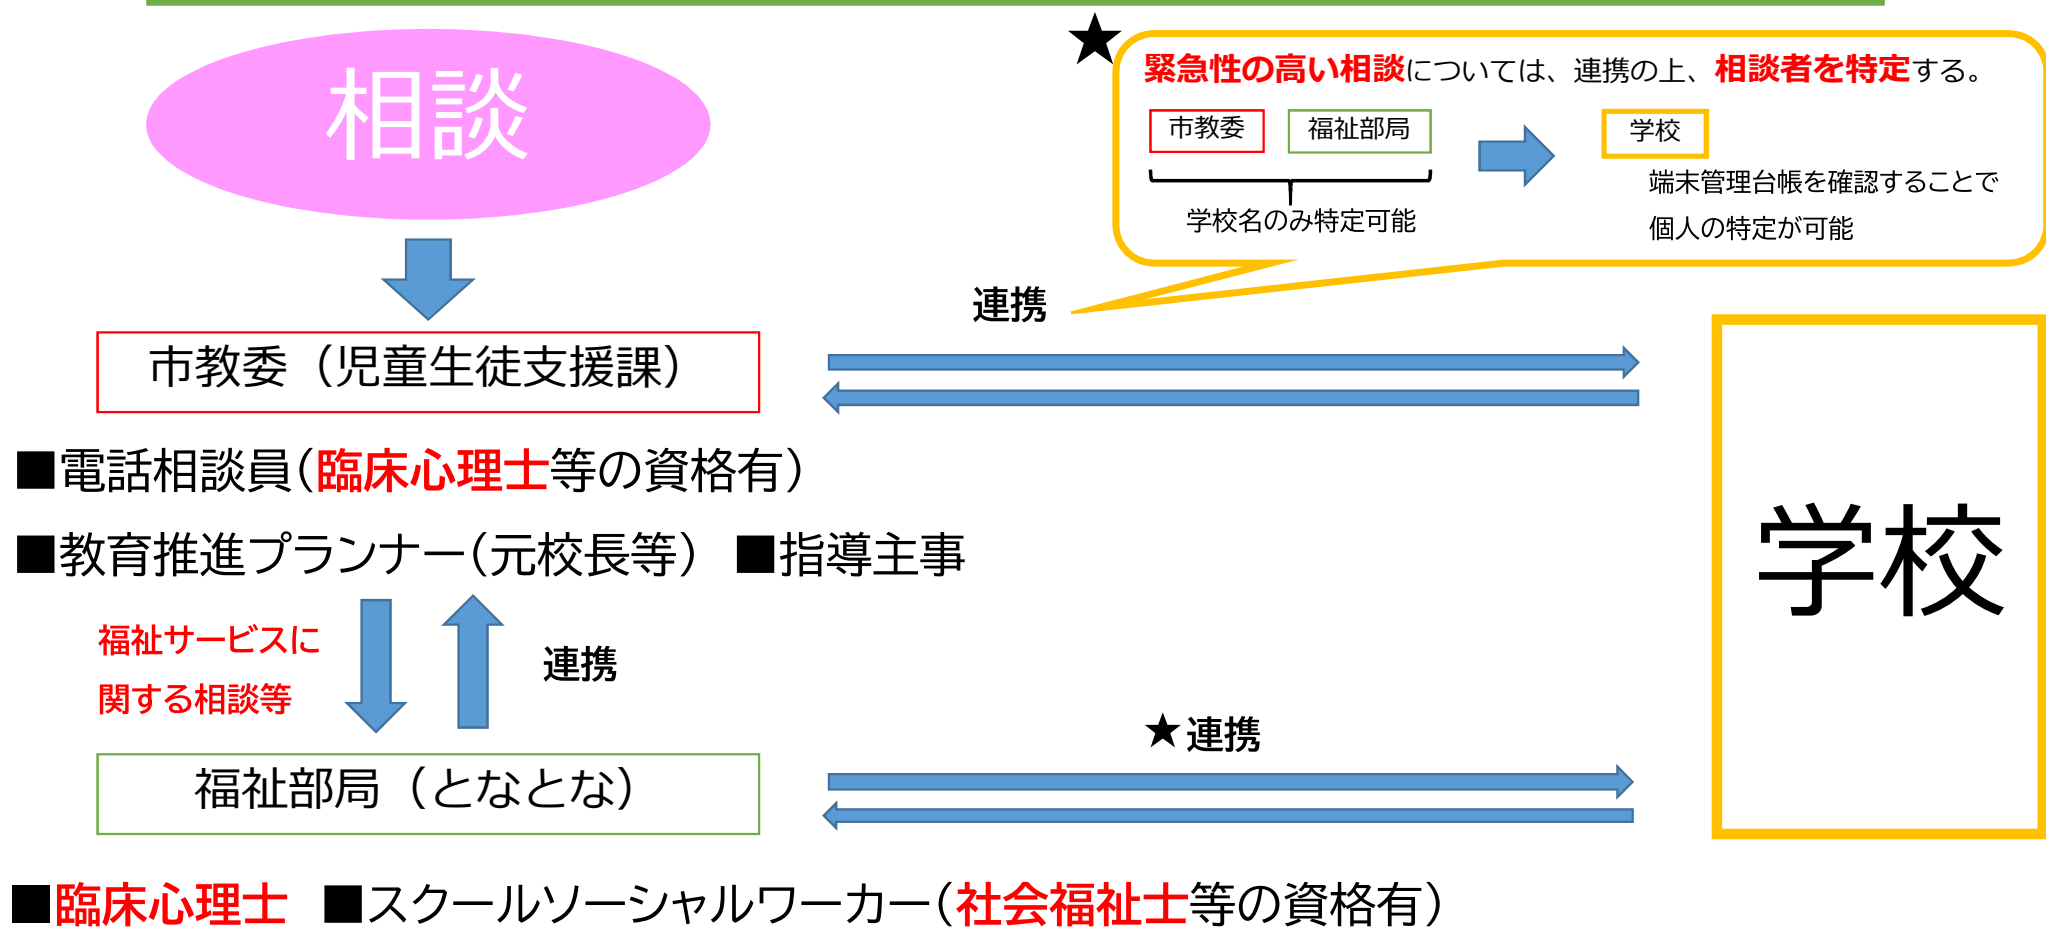 相談
★
緊急性の高い相談については、連携の上、相談者を特定する。
市教委
福祉部局
学校
端末管理台帳を確認することで
学校名のみ特定可能
個人の特定が可能
連携
市教委（児童生徒支援課）
■電話相談員（臨床心理士等の資格有）
■教育推進プランナー（元校長等） ■指導主事
学校
福祉サービスに
関する相談等
連携
★連携
福祉部局（となとな）
■臨床心理士 ■スクールソーシャルワーカー（社会福祉士等の資格有）